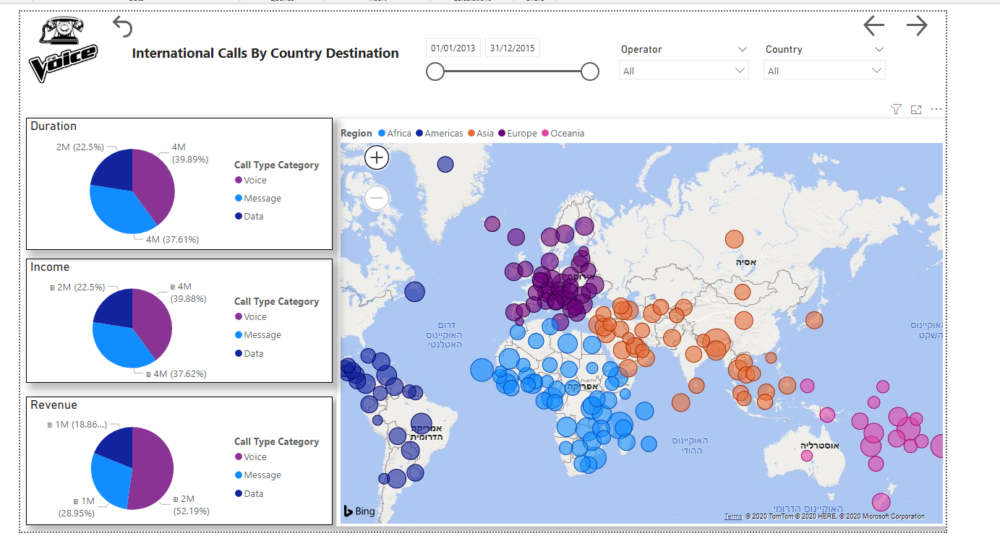 Voice
International Calls By Country Destination
01/01/2013 31/12/2015
Operator
All
Country
All
Duration
2M (22.5%)
4M
(39.89%)
4M (37.61%)
Call Type Category
Voice
Message
Data
Income
₪ 2M (22.5%)
₪ 4M
(39.88%)
₪ 4M (37.62%)
Call Type Category
Voice
Message
Data
Revenue
₪ 1M (18.86...)
₪ 1M
(28.95%)
₪ 2M
(52.19%)
Call Type Category
Voice
Message
Data
Region Africa Americas Asia Europe Oceania
אסיה
אירופה
דרום
האוקיינוס
האטלנטי
האוקיינוס
השקט
אפריקה
אמריקה
הדרומית
האוקיינוס
ההודי
אוסטרליה
האוקיינוס הדרומי
Bing
Terms © 2020 TomTom © 2020 HERE, © 2020 Microsoft Corporation